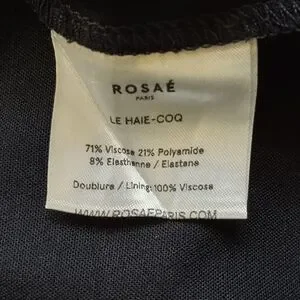 ROSAÉ
PARIS
LE HAIE-COQ
71% Viscose 21% Polyamide
8% Elasthanne / Elastane
Doublure / Lining: 100% Viscose
WWW.ROSAEPARIS.COM